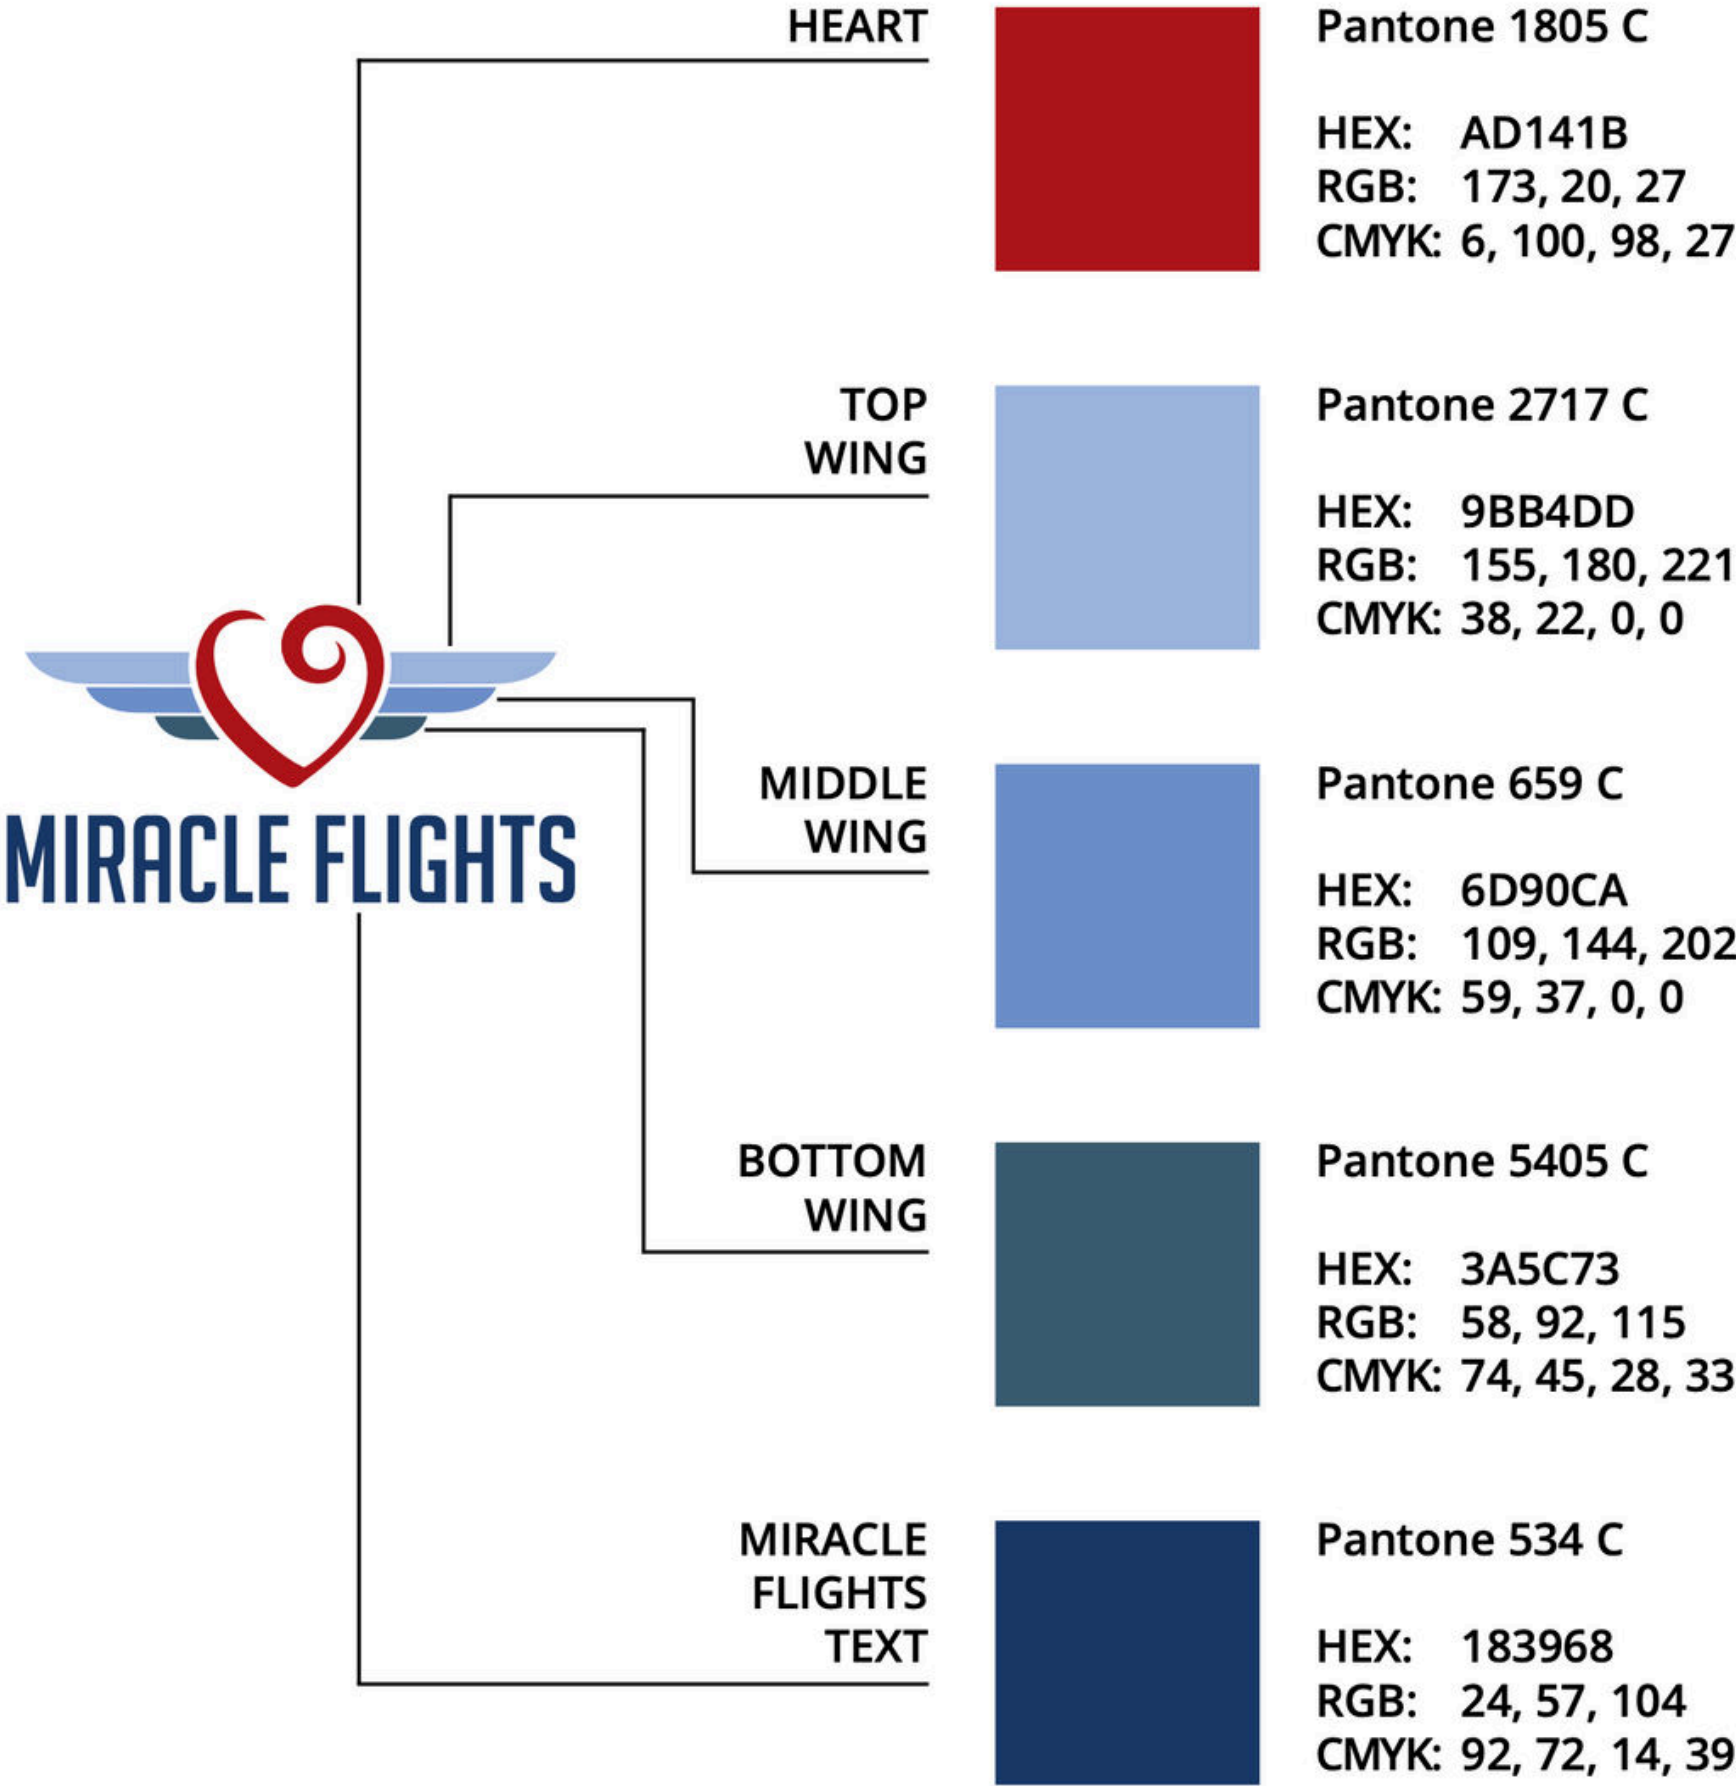 HEART
Pantone 1805 C
HEX: AD141B
RGB: 173, 20, 27
CMYK: 6, 100, 98, 27
TOP
WING
Pantone 2717 C
HEX: 9BB4DD
RGB: 155, 180, 221
CMYK: 38, 22, 0, 0
MIRACLE FLIGHTS
MIDDLE
WING
Pantone 659 C
HEX: 6D90CA
RGB: 109, 144, 202
CMYK: 59, 37, 0, 0
BOTTOM
WING
Pantone 5405 C
HEX: 3A5C73
RGB: 58, 92, 115
CMYK: 74, 45, 28, 33
MIRACLE
FLIGHTS
TEXT
Pantone 534 C
HEX: 183968
RGB: 24, 57, 104
CMYK: 92, 72, 14, 39